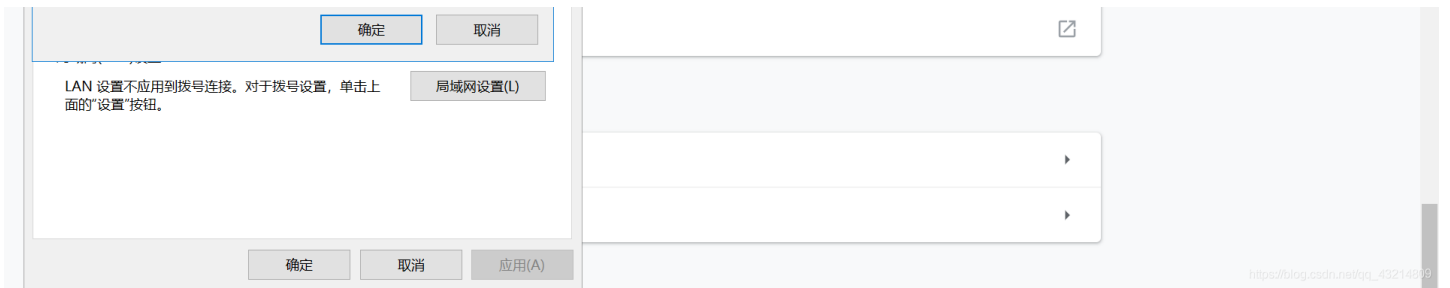 确定
取消
LAN 设置不应用到拨号连接。对于拨号设置，单击上
面的“设置”按钮。
局域网设置(L)
确定
取消
应用(A)
https://blog.csdn.net/qq_43214809